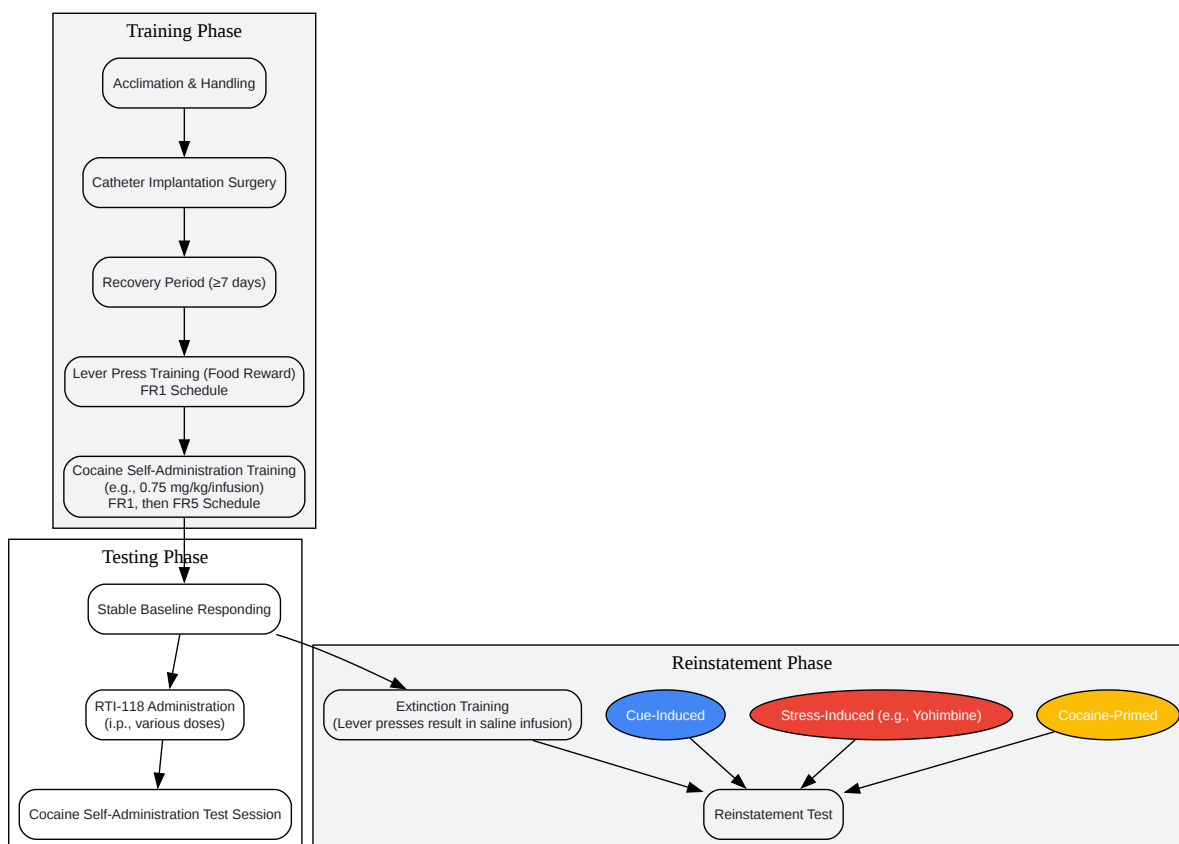 Training Phase
Acclimation & Handling
Catheter Implantation Surgery
Recovery Period (≥7 days)
Lever Press Training (Food Reward)
FR1 Schedule
Cocaine Self-Administration Training
(e.g., 0.75 mg/kg/infusion)
FR1, then FR5 Schedule
Testing Phase
Stable Baseline Responding
RTI-118 Administration
(i.p., various doses)
Cocaine Self-Administration Test Session
Reinstatement Phase
Extinction Training
(Lever presses result in saline infusion)
Cue-Induced
Stress-Induced (e.g., Yohimbine)
Cocaine-Primed
Reinstatement Test